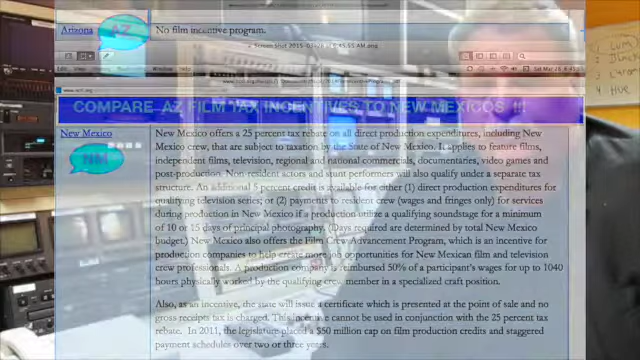 Arizona
AZ
No film incentive program.
Screen Shot 2015-03-28
COMPARE AZ FILM TAX INCENTIVES TO NEW MEXICOS !!!
New Mexico
NM
New Mexico offers a 25 percent tax rebate on all direct production expenditures, including New
Mexico crew, that are subject to taxation by the State of New Mexico. It applies to feature films,
independent films, television, regional and national commercials, documentaries, video games and
post-production. Non resident actors and stunt performers will also qualify under a separate tax
structure. An additional 5 percent credit is available for either (1) direct production expenditures for
qualifying television series; or (2) payments to resident crew (wages and fringes only) for services
during production in New Mexico if a production utilize a qualifying soundstage for a minimum
of 10 or 15 days of principal photography. (Days required are determined by total New Mexico
budget.) New Mexico also offers the Film Crew Advancement Program, which is an incentive for
production companies to help create more job opportunities for New Mexican film and television
crew professionals. A production company is reimbursed 50% of a participant's wages for up to 1040
hours physically worked by the qualifying crew member in a specialized craft position.
Also, as an incentive, the state will issue a certificate which is presented at the point of sale and no
gross receipts tax is charged. This incentive cannot be used in conjunction with the 25 percent tax
rebate. In 2011, the legislature placed a $50 million cap on film production credits and staggered
payment schedules over two or three years.